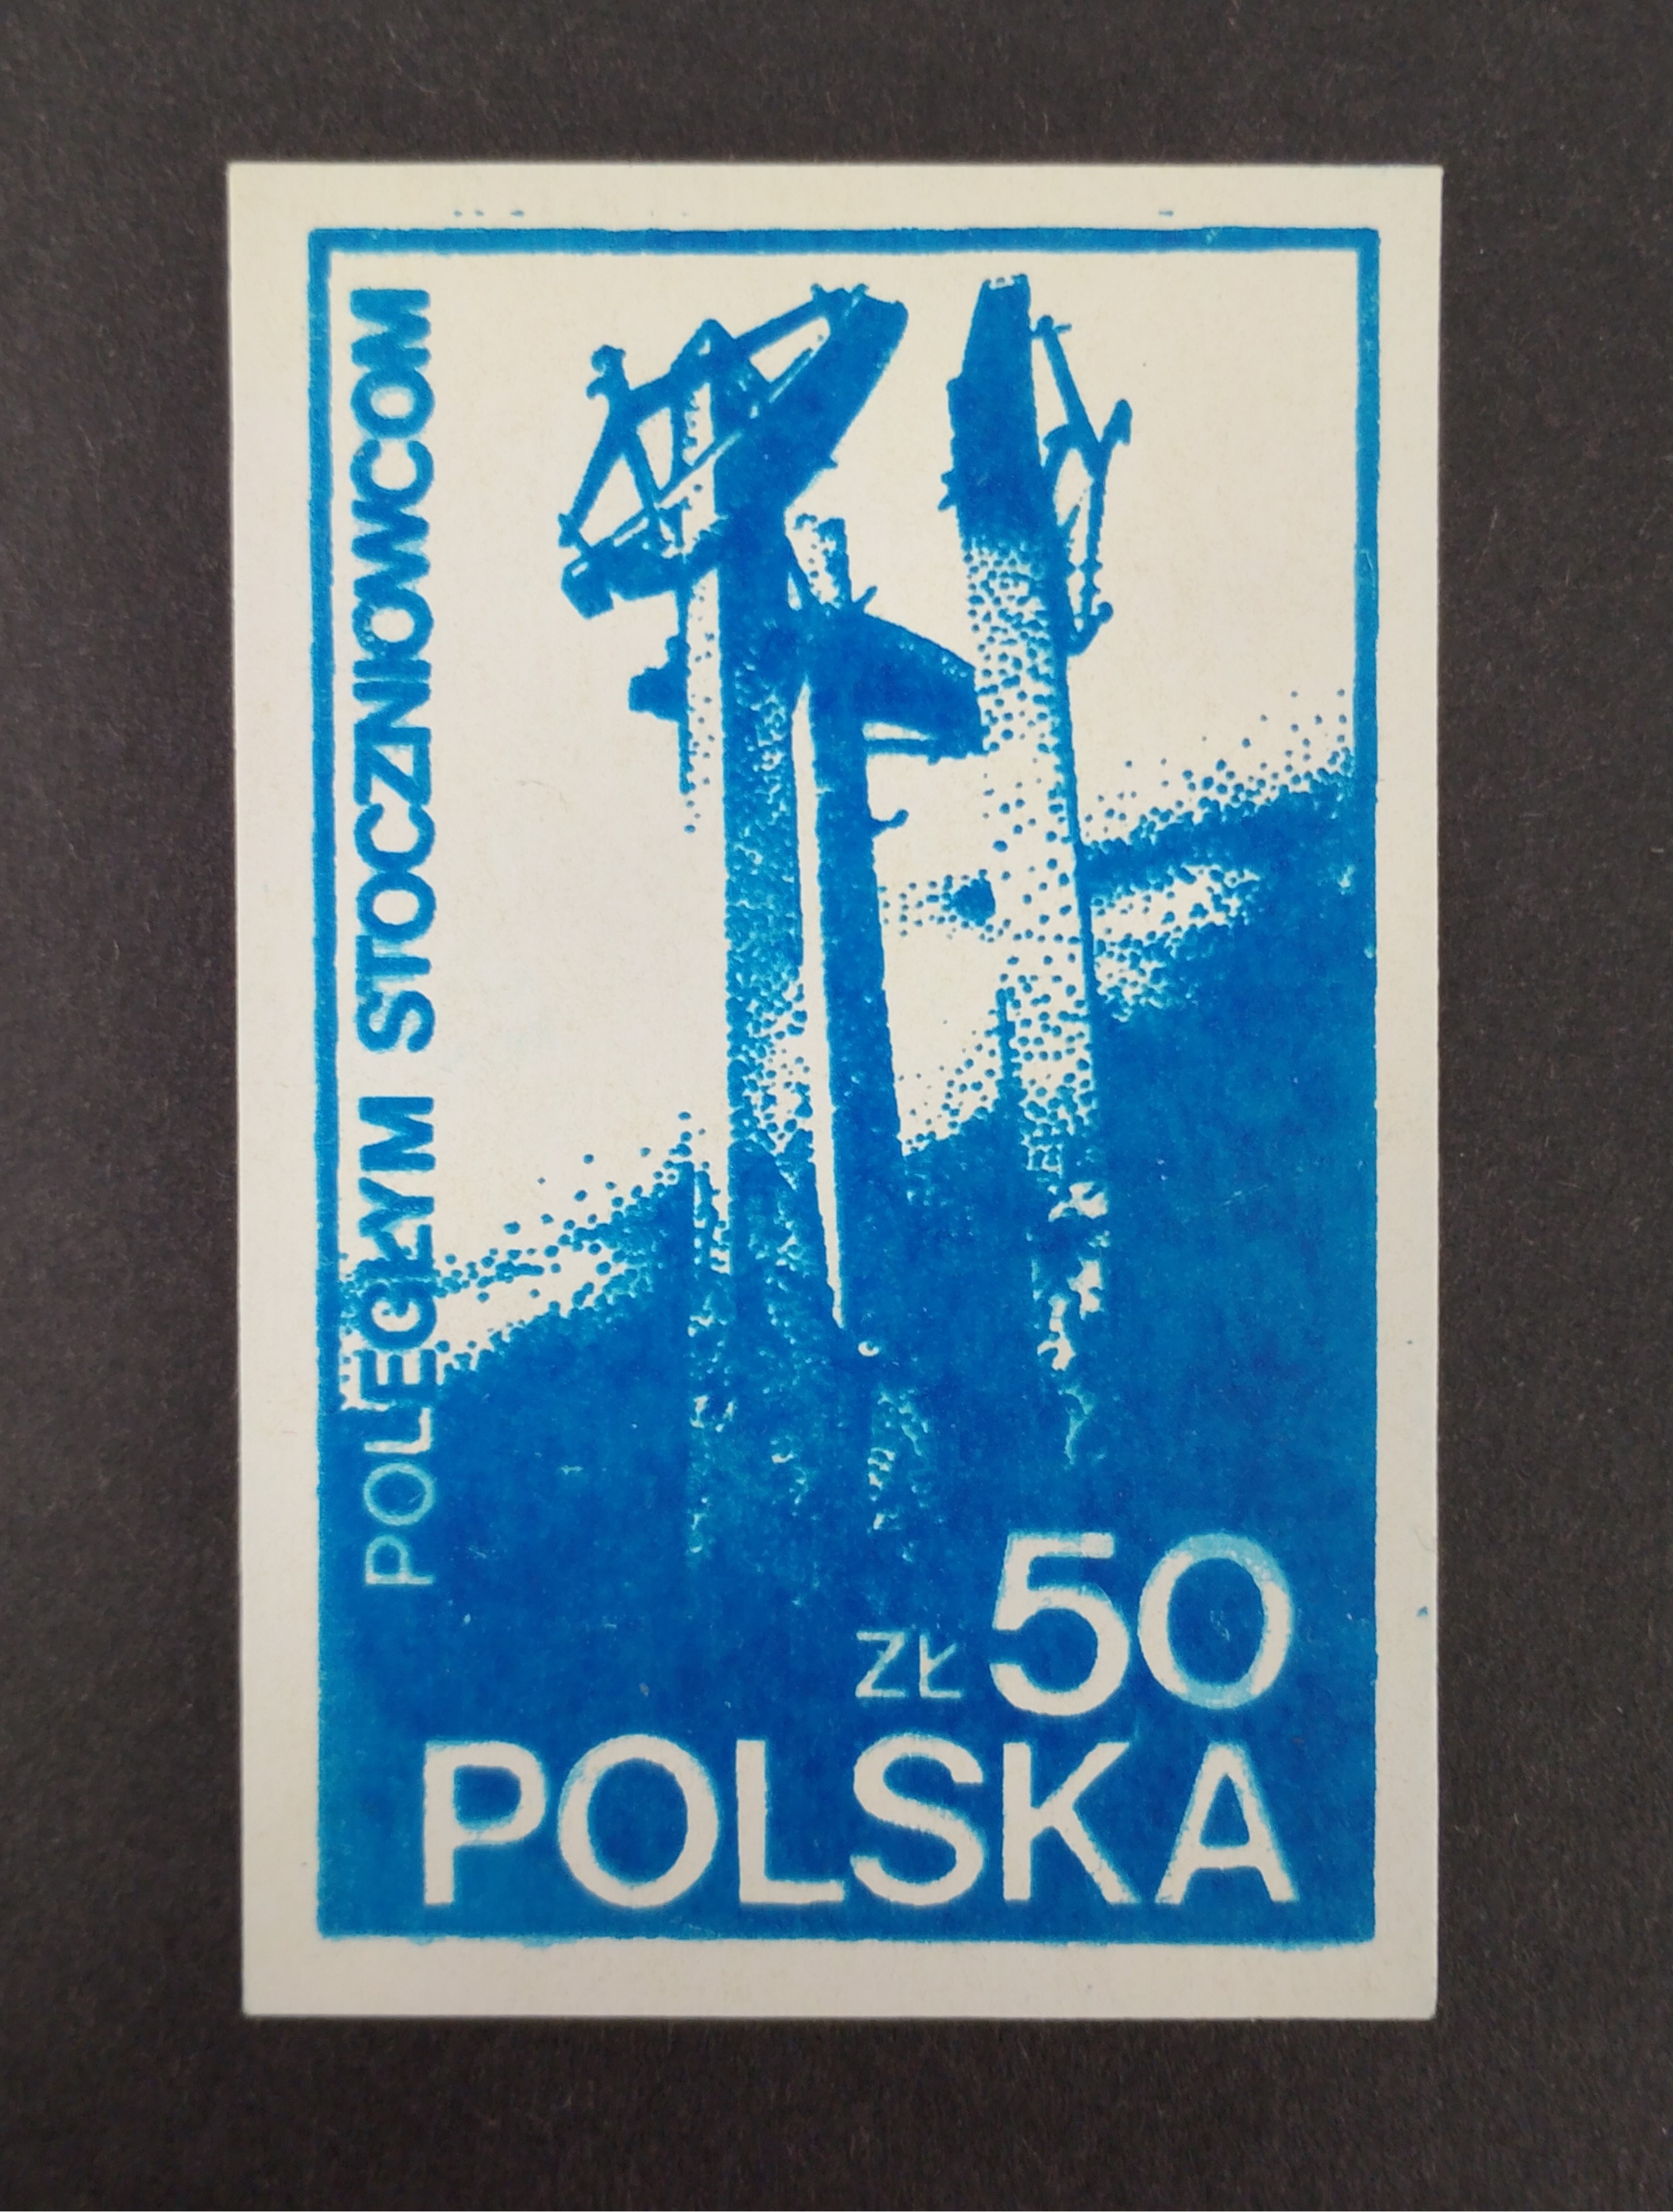 POLEGŁYM STOCZNIOWCOM
ZŁ 50
POLSKA